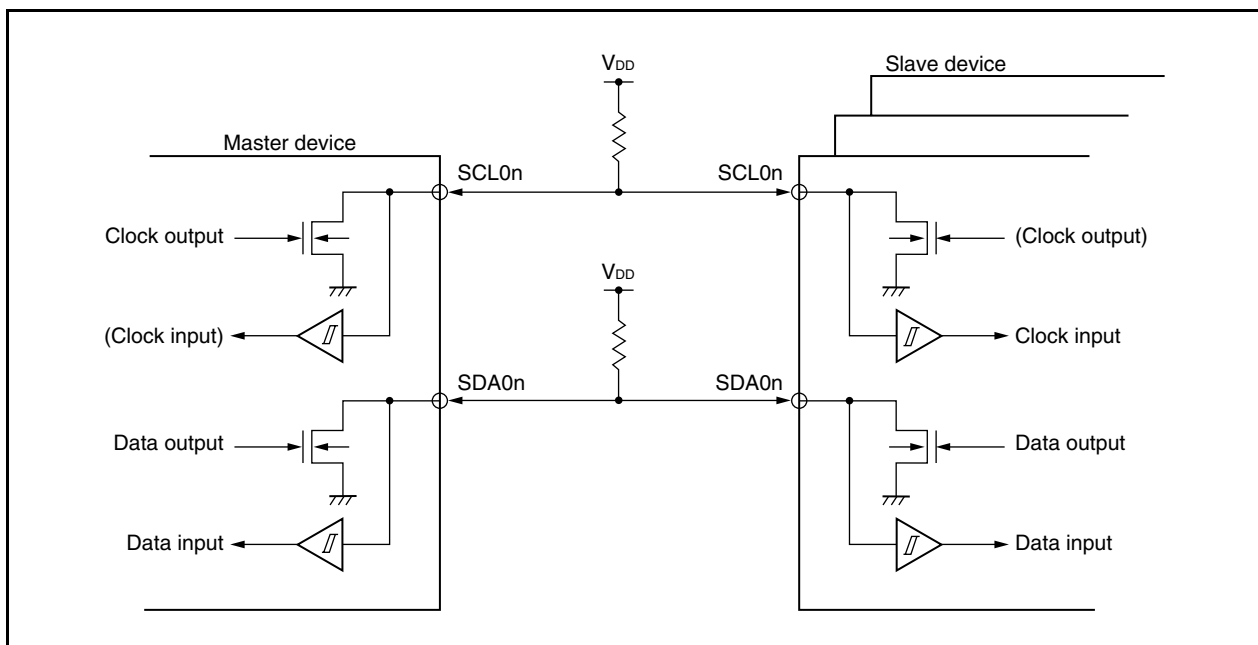 VDD
Slave device
Master device
SCL0n
SCL0n
Clock output
(Clock output)
VDD
(Clock input)
Clock input
SDA0n
SDA0n
Data output
Data output
Data input
Data input